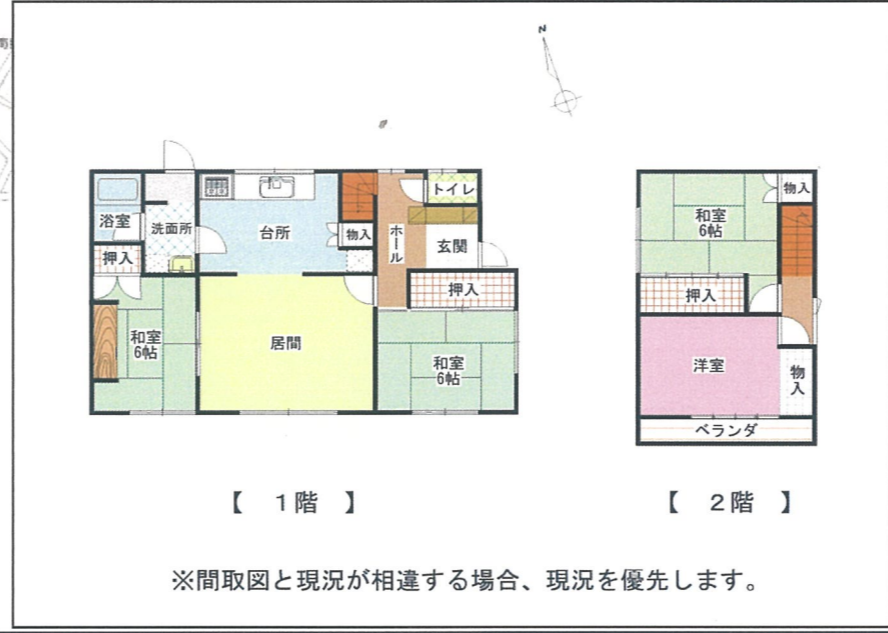 N
トイレ
浴室
洗面所
台所
物入
ホール
玄関
押入
押入
和室
6帖
居間
和室
6帖
物入
和室
6帖
押入
洋室
物入
ベランダ
【 1階 】
【 2階 】
※間取図と現況が相違する場合、現況を優先します。